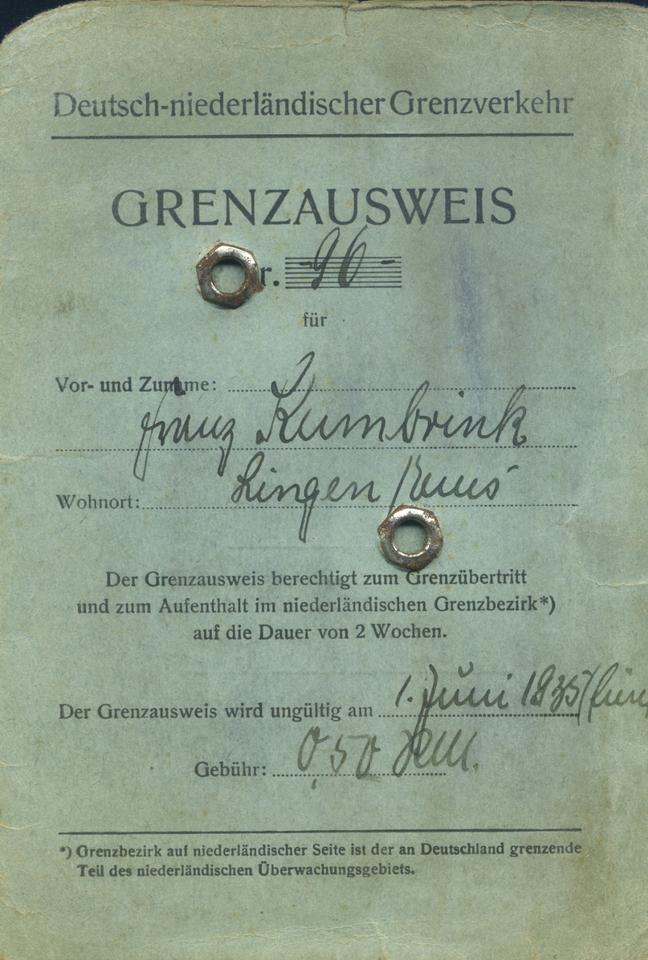 Deutsch-niederländischer Grenzverkehr
GRENZAUSWEIS
r. -96-
für
Vor- und Zuname:
Franz Kumbrink
Wohnort: Lingen/Ems
Der Grenzausweis berechtigt zum Grenzübertritt
und zum Aufenthalt im niederländischen Grenzbezirk*)
auf die Dauer von 2 Wochen.
Der Grenzausweis wird ungültig am 1. Juni 1935
Gebühr: 0,50 RM.
*) Grenzbezirk auf niederländischer Seite ist der an Deutschland grenzende
Teil des niederländischen Überwachungsgebiets.